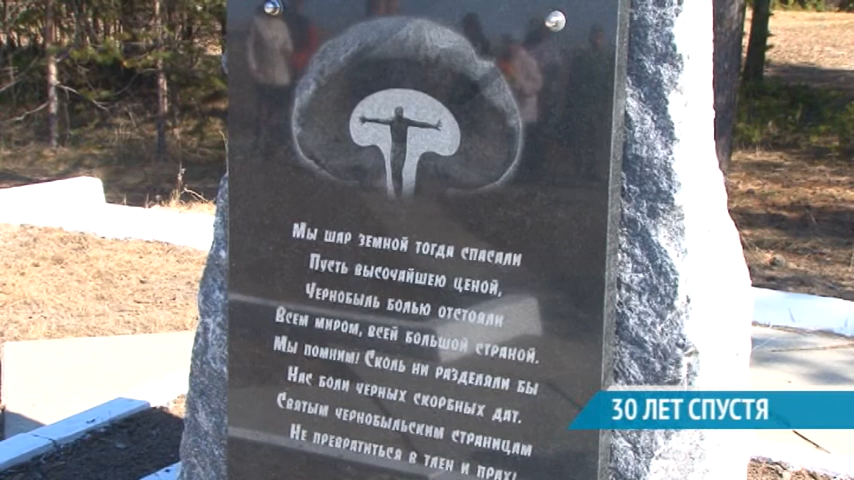 Мы шар земной тогда спасали
Пусть высочайшею ценой,
Чернобыль болью отстояли
Всем миром, всей большой страной.
Мы помним! Сколь ни разделяли бы
Нас боли черных скорбных дат.
Святым чернобыльским страницам
Не превратиться в тлен и прах!
30 ЛЕТ СПУСТЯ